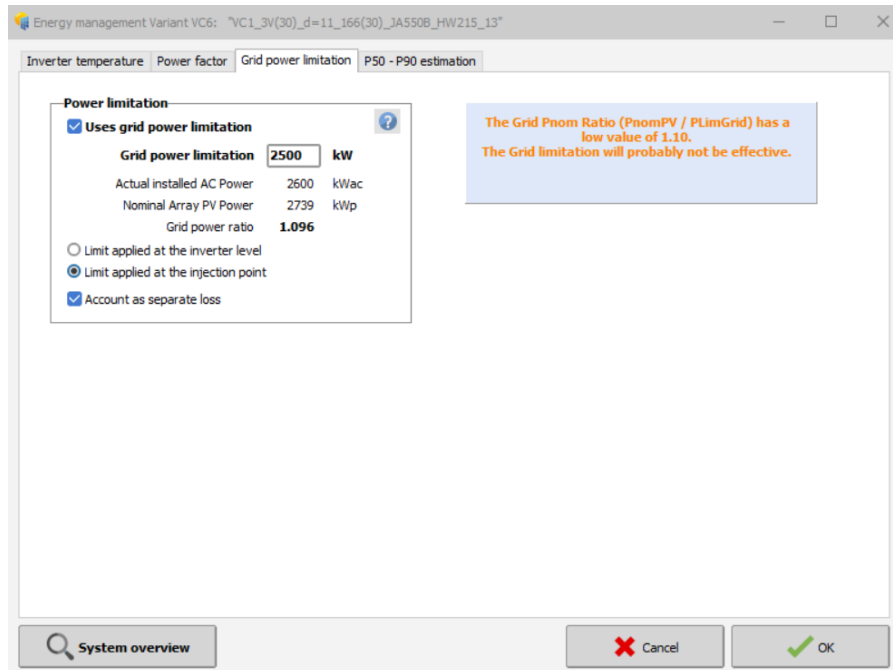 Energy management Variant VC6: "VC1_3V(30)_d=11_166(30)_JA550B_HW215_13"
Inverter temperature Power factor Grid power limitation P50 - P90 estimation
Power limitation
Uses grid power limitation ?
Grid power limitation 2500 kW
Actual installed AC Power 2600 kWac
Nominal Array PV Power 2739 kWp
Grid power ratio 1.096
Limit applied at the inverter level
Limit applied at the injection point
Account as separate loss
The Grid Pnom Ratio (PnomPV / PLimGrid) has a
low value of 1.10.
The Grid limitation will probably not be effective.
System overview Cancel OK